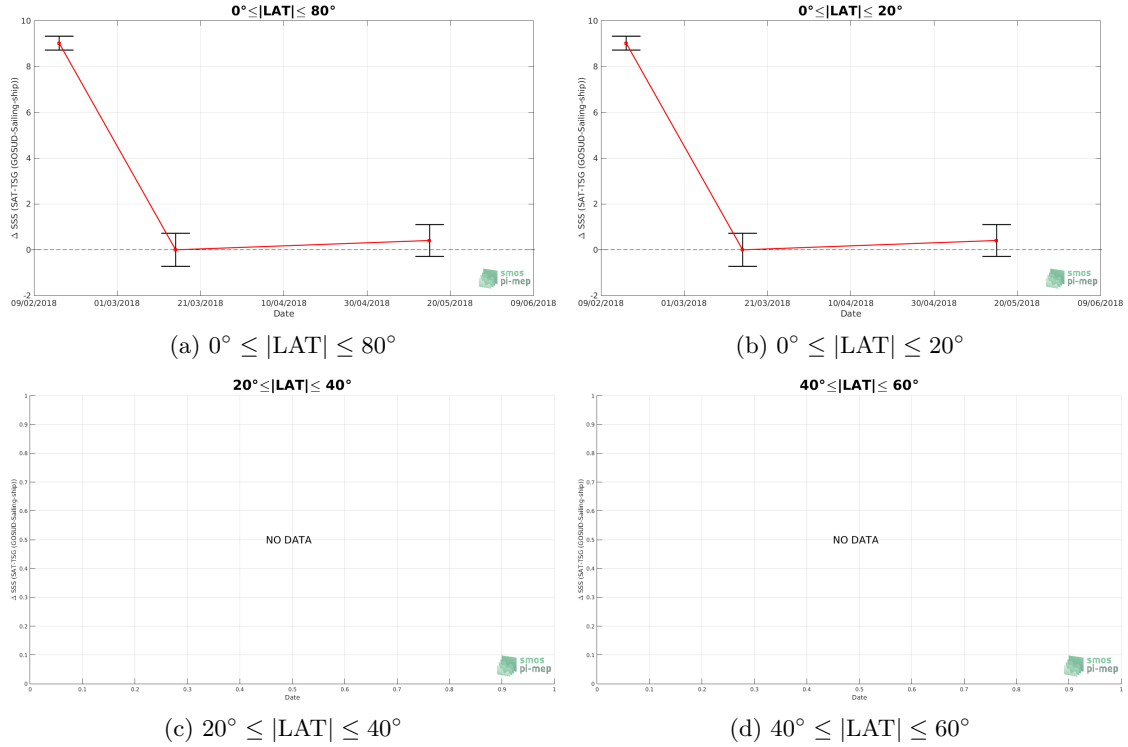 0°≤|LAT|≤ 80°
Δ SSS (SAT-TSG (GOSUD-Sailing-ship))
10
8
6
4
2
0
-2
09/02/2018 01/03/2018 21/03/2018 10/04/2018 30/04/2018 20/05/2018 09/06/2018
Date
smos
pi-mep
(a) 0° ≤ |LAT| ≤ 80°
0°≤|LAT|≤ 20°
Δ SSS (SAT-TSG (GOSUD-Sailing-ship))
10
8
6
4
2
0
-2
09/02/2018 01/03/2018 21/03/2018 10/04/2018 30/04/2018 20/05/2018 09/06/2018
Date
smos
pi-mep
(b) 0° ≤ |LAT| ≤ 20°
20°≤|LAT|≤ 40°
Δ SSS (SAT-TSG (GOSUD-Sailing-ship))
1
0.9
0.8
0.7
0.6
0.5
0.4
0.3
0.2
0.1
0
NO DATA
0 0.1 0.2 0.3 0.4 0.5 0.6 0.7 0.8 0.9 1
Date
smos
pi-mep
(c) 20° ≤ |LAT| ≤ 40°
40°≤|LAT|≤ 60°
Δ SSS (SAT-TSG (GOSUD-Sailing-ship))
1
0.9
0.8
0.7
0.6
0.5
0.4
0.3
0.2
0.1
0
NO DATA
0 0.1 0.2 0.3 0.4 0.5 0.6 0.7 0.8 0.9 1
Date
smos
pi-mep
(d) 40° ≤ |LAT| ≤ 60°